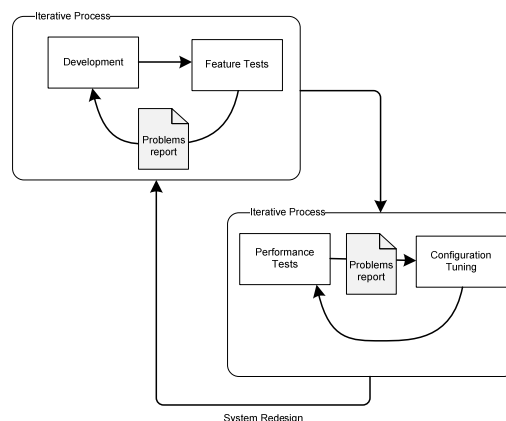 Iterative Process
Development
Feature Tests
Problems
report
Iterative Process
Performance
Tests
Problems
report
Configuration
Tuning
System Redesign